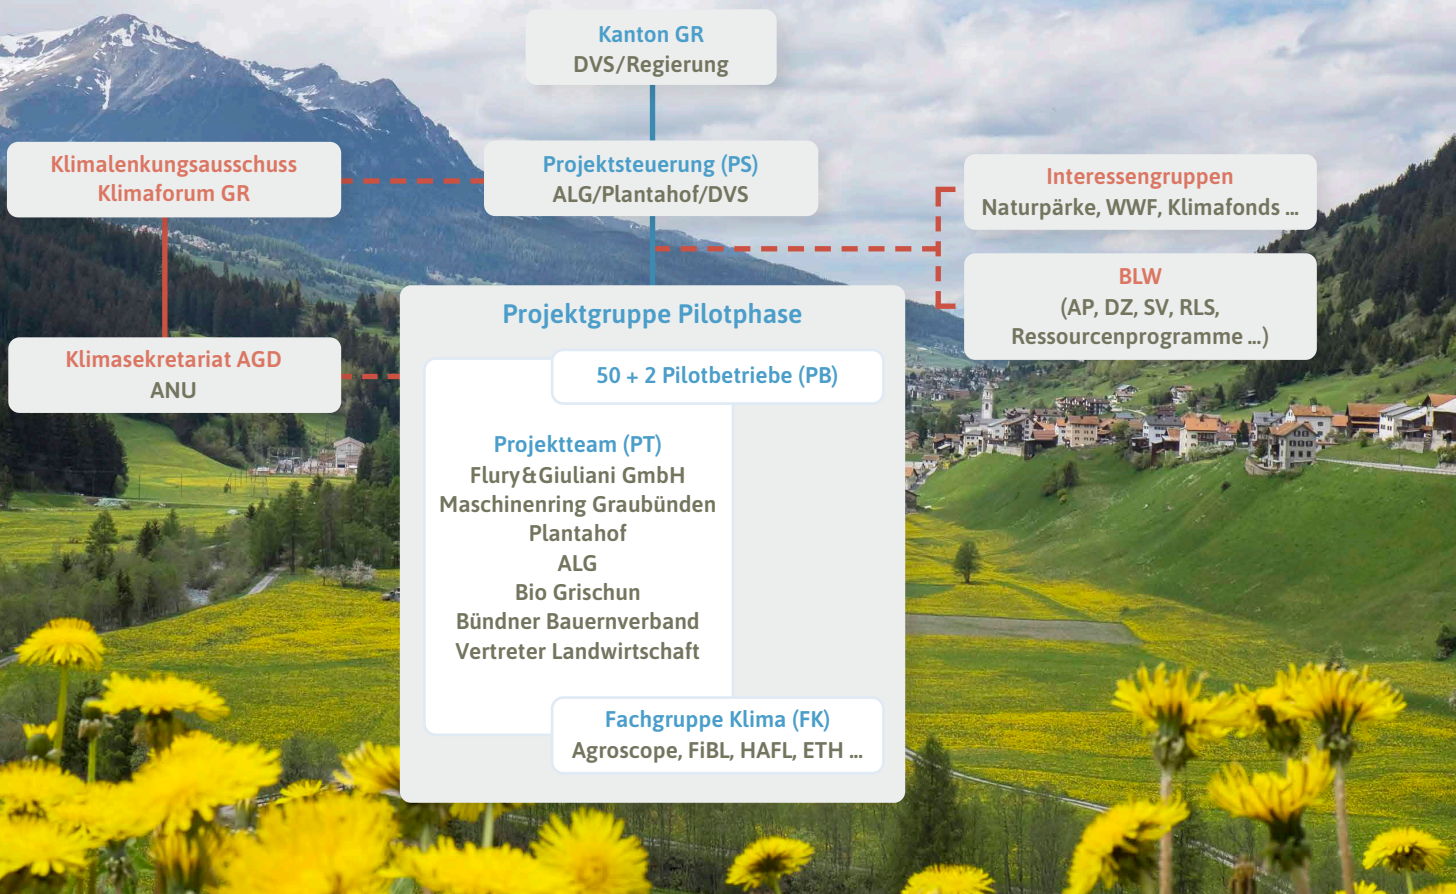 Kanton GR
DVS/Regierung
Klimalenkungsausschuss
Klimaforum GR
Projektsteuerung (PS)
ALG/Plantahof/DVS
Interessengruppen
Naturpärke, WWF, Klimafonds ...
BLW
(AP, DZ, SV, RLS,
Ressourcenprogramme ...)
Klimasekretariat AGD
ANU
Projektgruppe Pilotphase
50 + 2 Pilotbetriebe (PB)
Projektteam (PT)
Flury&Giuliani GmbH
Maschinenring Graubünden
Plantahof
ALG
Bio Grischun
Bündner Bauernverband
Vertreter Landwirtschaft
Fachgruppe Klima (FK)
Agroscope, FiBL, HAFL, ETH ...